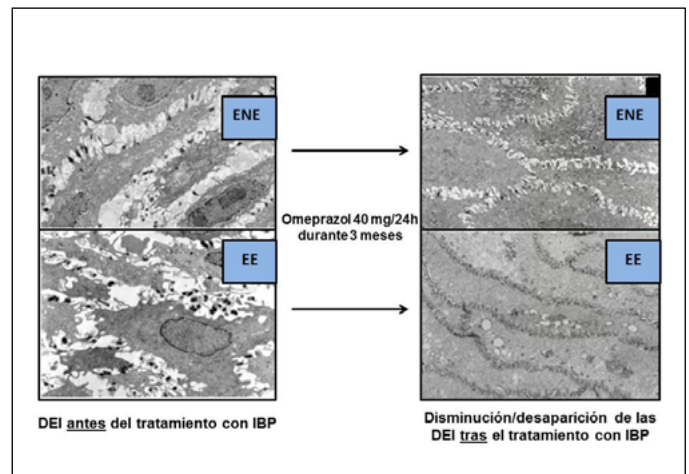 ENE
ENE
Omeprazol 40 mg/24h
durante 3 meses
EE
EE
DEI antes del tratamiento con IBP
Disminución/desaparición de las
DEI tras el tratamiento con IBP